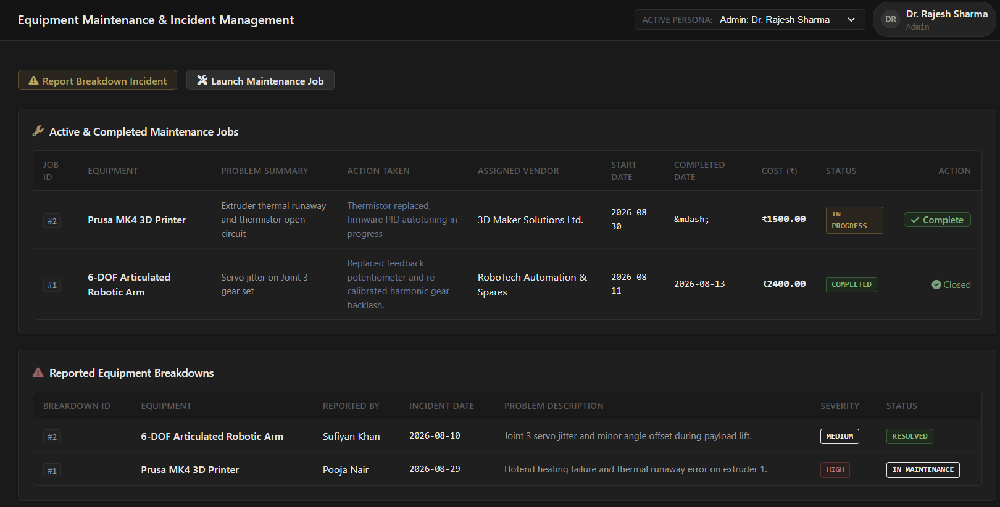 Equipment Maintenance & Incident Management
ACTIVE PERSONA: Admin: Dr. Rajesh Sharma
DR
Dr. Rajesh Sharma
Admin
Report Breakdown Incident
Launch Maintenance Job
Active & Completed Maintenance Jobs
JOB ID EQUIPMENT PROBLEM SUMMARY ACTION TAKEN ASSIGNED VENDOR START DATE COMPLETED DATE COST (₹) STATUS ACTION
#2
Prusa MK4 3D Printer
Extruder thermal runaway
and thermistor open-
circuit
Thermistor replaced,
firmware PID autotuning in
progress
3D Maker Solutions Ltd.
2026-08-
30
&mdash;
₹1500.00
IN
PROGRESS
Complete
#1
6-DOF Articulated
Robotic Arm
Servo jitter on Joint 3
gear set
Replaced feedback
potentiometer and re-
calibrated harmonic gear
backlash.
RoboTech Automation &
Spares
2026-08-
11
2026-08-13
₹2400.00
COMPLETED
Closed
Reported Equipment Breakdowns
BREAKDOWN ID EQUIPMENT REPORTED BY INCIDENT DATE PROBLEM DESCRIPTION SEVERITY STATUS
#2 6-DOF Articulated Robotic Arm Sufiyan Khan 2026-08-10 Joint 3 servo jitter and minor angle offset during payload lift. MEDIUM RESOLVED
#1 Prusa MK4 3D Printer Pooja Nair 2026-08-29 Hotend heating failure and thermal runaway error on extruder 1. HIGH IN MAINTENANCE